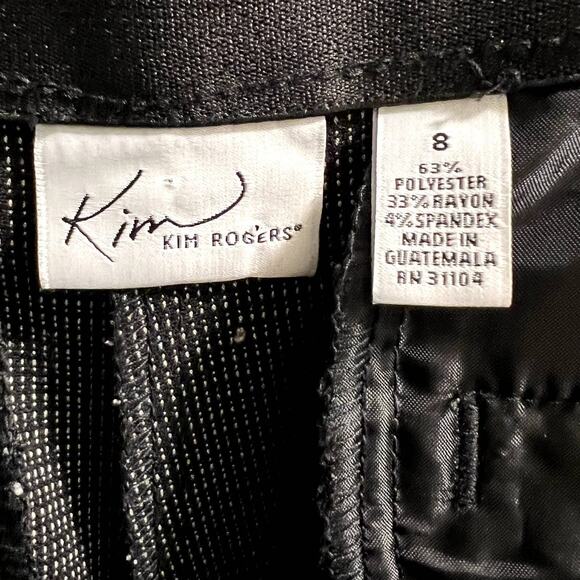 Kim
KIM ROGERS®
8
63%
POLYESTER
33% RAYON
4% SPANDEX
MADE IN
GUATEMALA
RN 31104